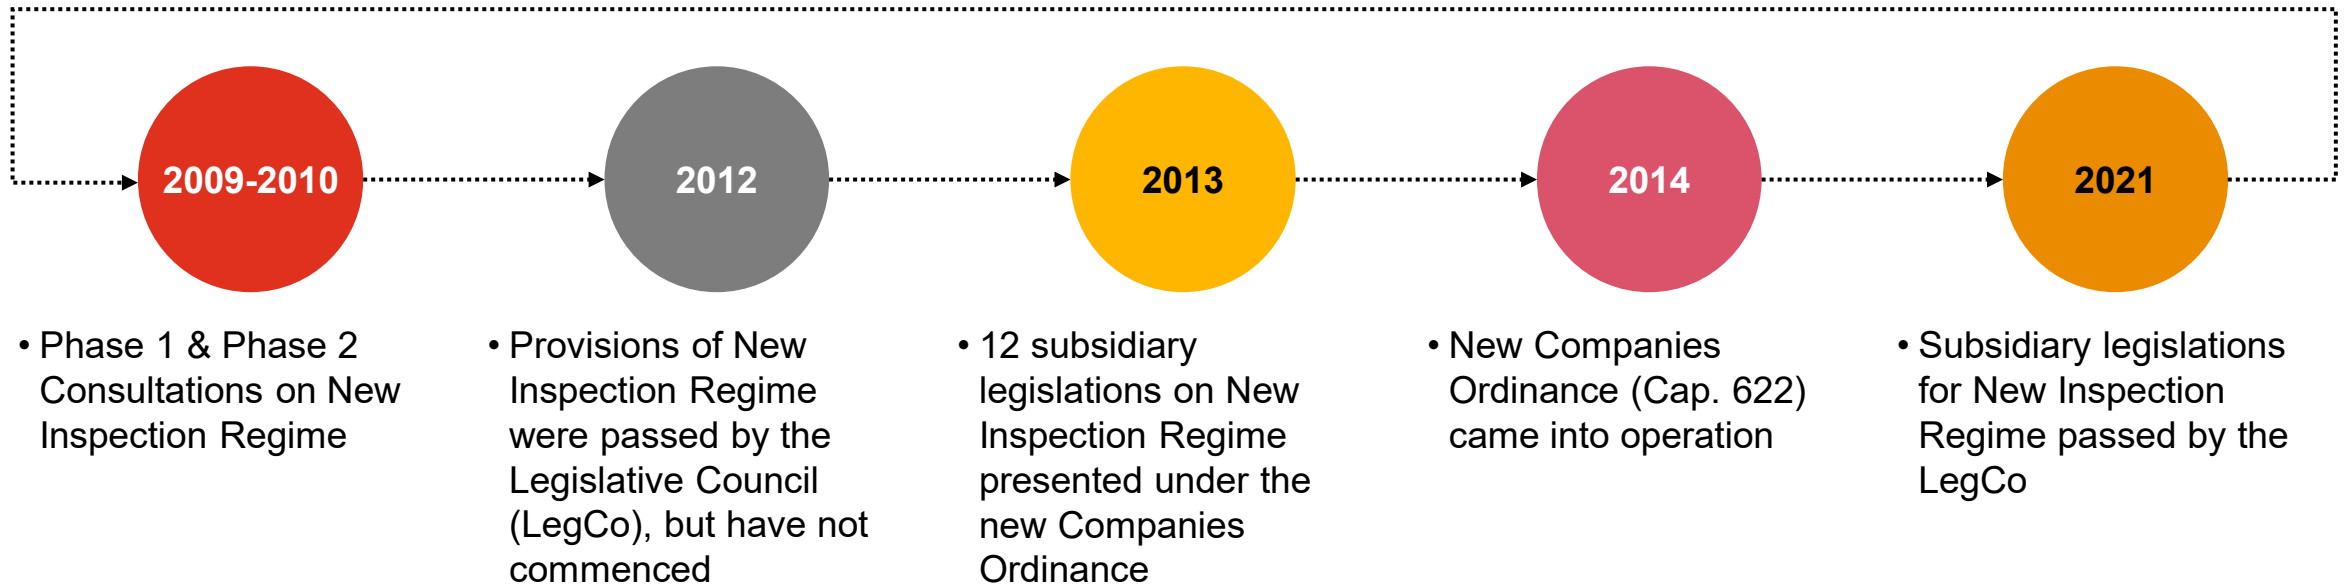 2009-2010
2012
2013
2014
2021
• Phase 1 & Phase 2
Consultations on New
Inspection Regime
• Provisions of New
Inspection Regime
were passed by the
Legislative Council
(LegCo), but have not
commenced
• 12 subsidiary
legislations on New
Inspection Regime
presented under the
new Companies
Ordinance
• New Companies
Ordinance (Cap. 622)
came into operation
• Subsidiary legislations
for New Inspection
Regime passed by the
LegCo